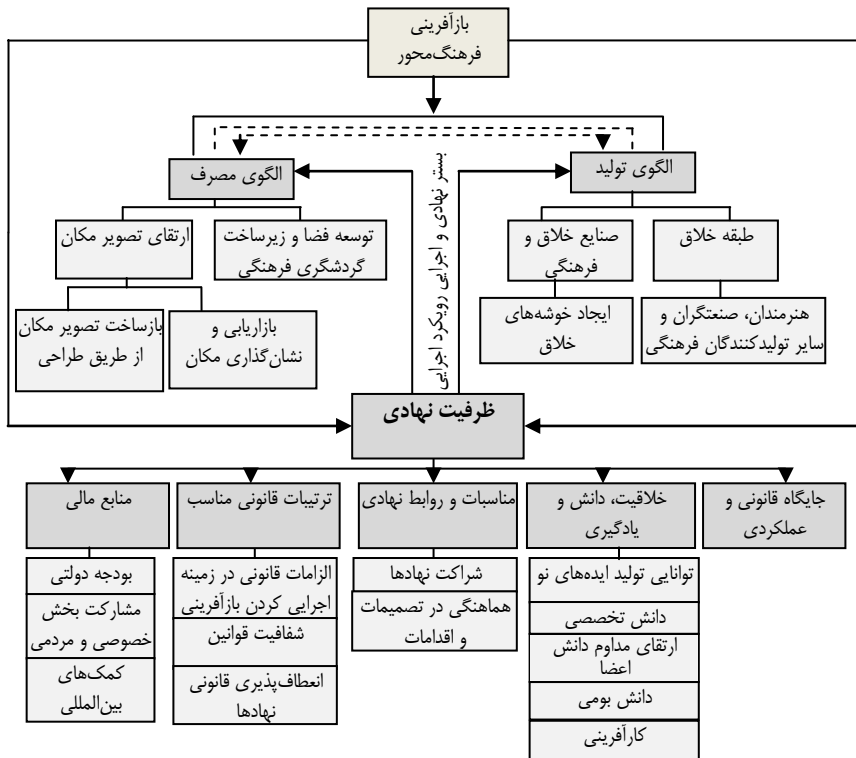 بازآفرینی
فرهنگ‌محور
الگوی تولید
الگوی مصرف
بستر نهادی و اجرایی رویکرد اجرایی
طبقه خلاق
صنایع خلاق و
فرهنگی
توسعه فضا و زیرساخت
گردشگری فرهنگی
ارتقای تصویر مکان
هنرمندان، صنعتگران و
سایر تولیدکنندگان فرهنگی
ایجاد خوشه‌های
خلاق
بازاریابی و
نشان‌گذاری مکان
بازساخت تصویر مکان
از طریق طراحی
ظرفیت نهادی
جایگاه قانونی و
عملکردی
خلاقیت، دانش و
یادگیری
مناسبات و روابط نهادی
ترتیبات قانونی مناسب
منابع مالی
توانایی تولید ایده‌های نو
دانش تخصصی
ارتقای مداوم دانش
اعضا
دانش بومی
کارآفرینی
شراکت نهادها
هماهنگی در تصمیمات
و اقدامات
الزامات قانونی در زمینه
اجرایی کردن بازآفرینی
شفافیت قوانین
انعطاف‌پذیری قانونی
نهادها
بودجه دولتی
مشارکت بخش
خصوصی و مردمی
کمک‌های
بین‌المللی